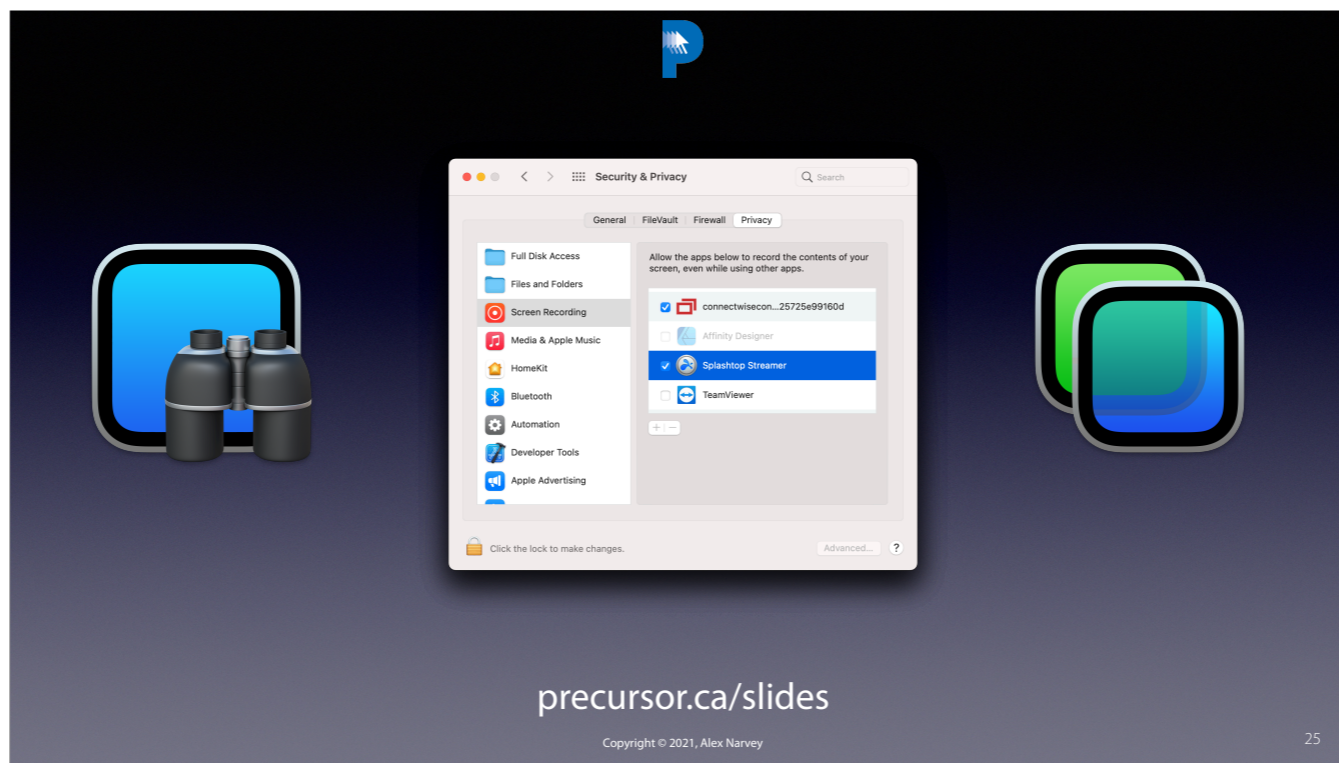 P
Security & Privacy
Search
General FileVault Firewall Privacy
Full Disk Access
Files and Folders
Screen Recording
Media & Apple Music
HomeKit
Bluetooth
Automation
Developer Tools
Apple Advertising
Allow the apps below to record the contents of your
screen, even while using other apps.
connectwisecon...25725e99160d
Affinity Designer
Splashtop Streamer
TeamViewer
+ −
Click the lock to make changes.
Advanced...
?
precursor.ca/slides
Copyright © 2021, Alex Narvey
25